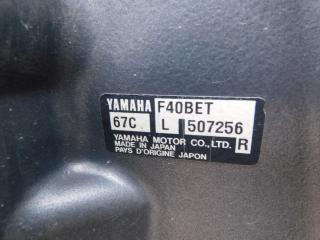 YAMAHA F40BET
67C L 507256
YAMAHA MOTOR CO.,LTD.
MADE IN JAPAN
PAYS D'ORIGINE JAPON R